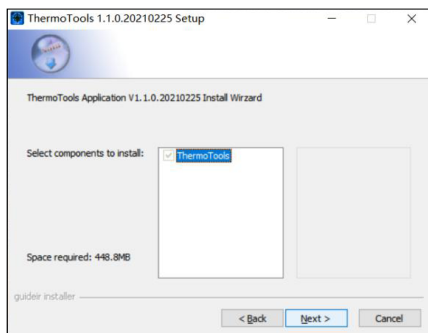 ThermoTools 1.1.0.20210225 Setup
ThermoTools Application V1.1.0.20210225 Install Wirzard
Select components to install:
ThermoTools
Space required: 448.8MB
guideir installer
< Back
Next >
Cancel